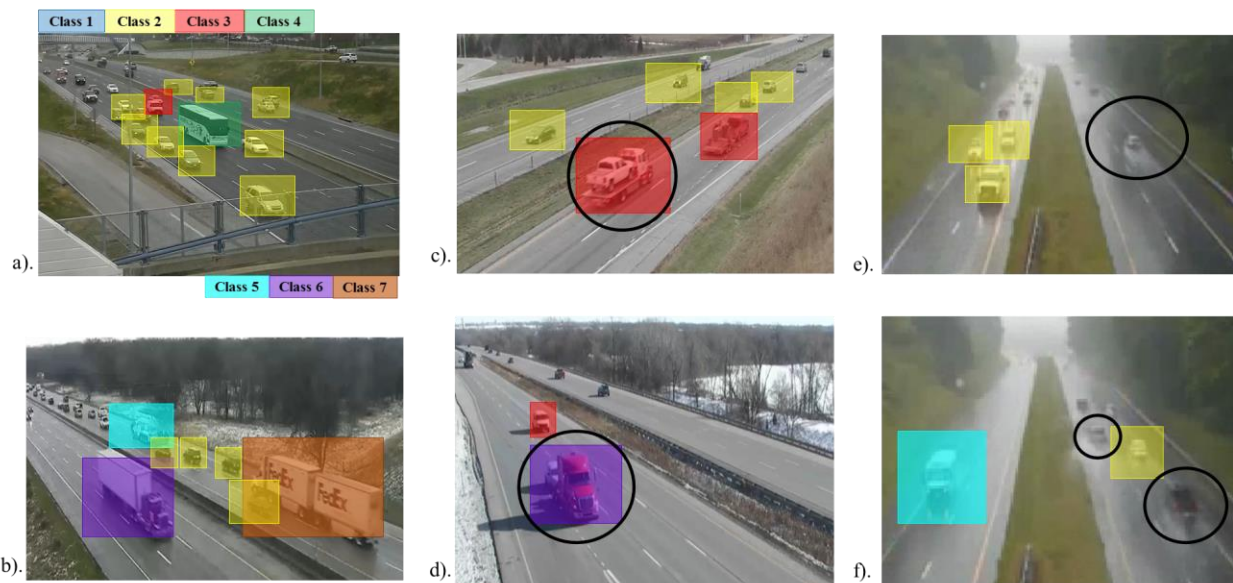 Class 1 Class 2 Class 3 Class 4
a).
c).
e).
Class 5 Class 6 Class 7
FedEx
FedEx
b).
d).
f).